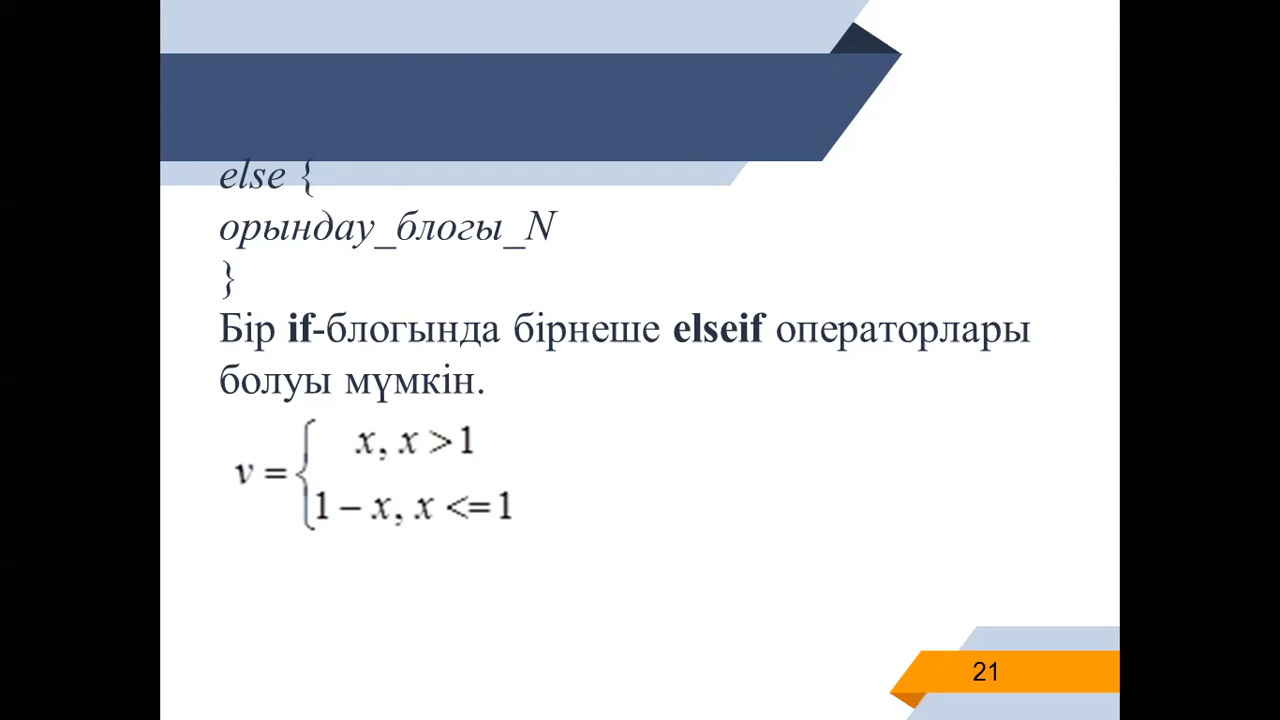 else {
орындау_блогы_N
}
Бір if-блогында бірнеше elseif операторлары
болуы мүмкін.
v = { x, x >1
1 − x, x <= 1
21